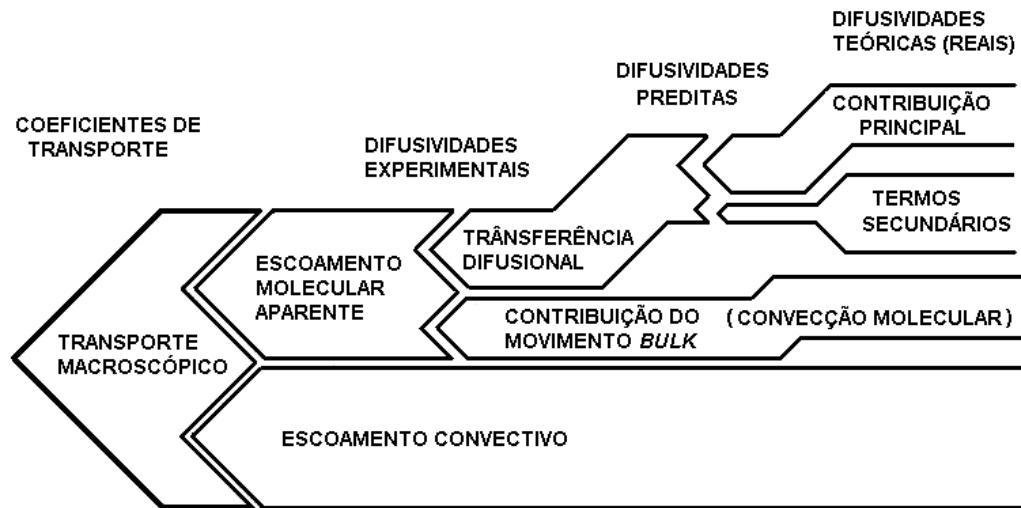 DIFUSIVIDADES
TEÓRICAS (REAIS)
DIFUSIVIDADES
PREDITAS
CONTRIBUIÇÃO
PRINCIPAL
COEFICIENTES DE
TRANSPORTE
DIFUSIVIDADES
EXPERIMENTAIS
TERMOS
SECUNDÁRIOS
TRÂNSFERÊNCIA
DIFUSIONAL
ESCOAMENTO
MOLECULAR
APARENTE
CONTRIBUIÇÃO DO
MOVIMENTO BULK
(CONVECÇÃO MOLECULAR)
TRANSPORTE
MACROSCÓPICO
ESCOAMENTO CONVECTIVO